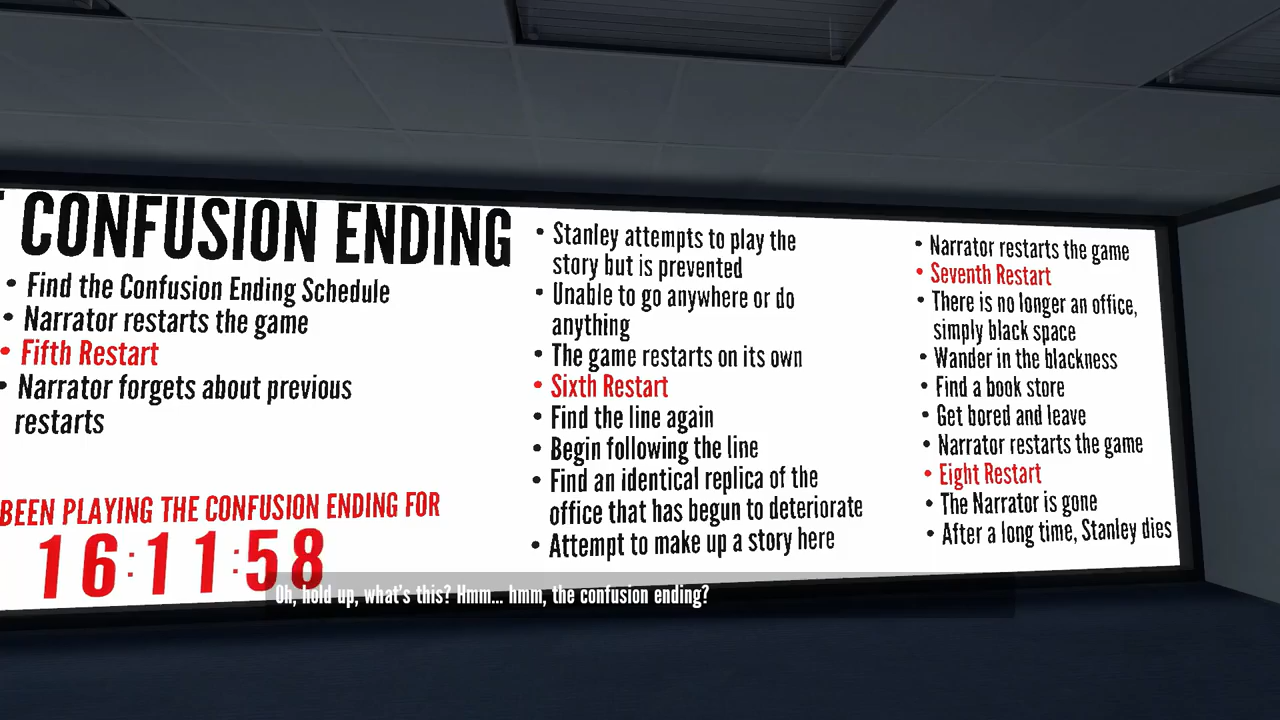 CONFUSION ENDING
• Find the Confusion Ending Schedule
• Narrator restarts the game
• Fifth Restart
• Narrator forgets about previous
restarts
BEEN PLAYING THE CONFUSION ENDING FOR
16:11:58
• Stanley attempts to play the
story but is prevented
• Unable to go anywhere or do
anything
• The game restarts on its own
• Sixth Restart
• Find the line again
• Begin following the line
• Find an identical replica of the
office that has begun to deteriorate
• Attempt to make up a story here
• Narrator restarts the game
• Seventh Restart
• There is no longer an office,
simply black space
• Wander in the blackness
• Find a book store
• Get bored and leave
• Narrator restarts the game
• Eight Restart
• The Narrator is gone
• After a long time, Stanley dies
Oh, hold up, what's this? Hmm... hmm, the confusion ending?